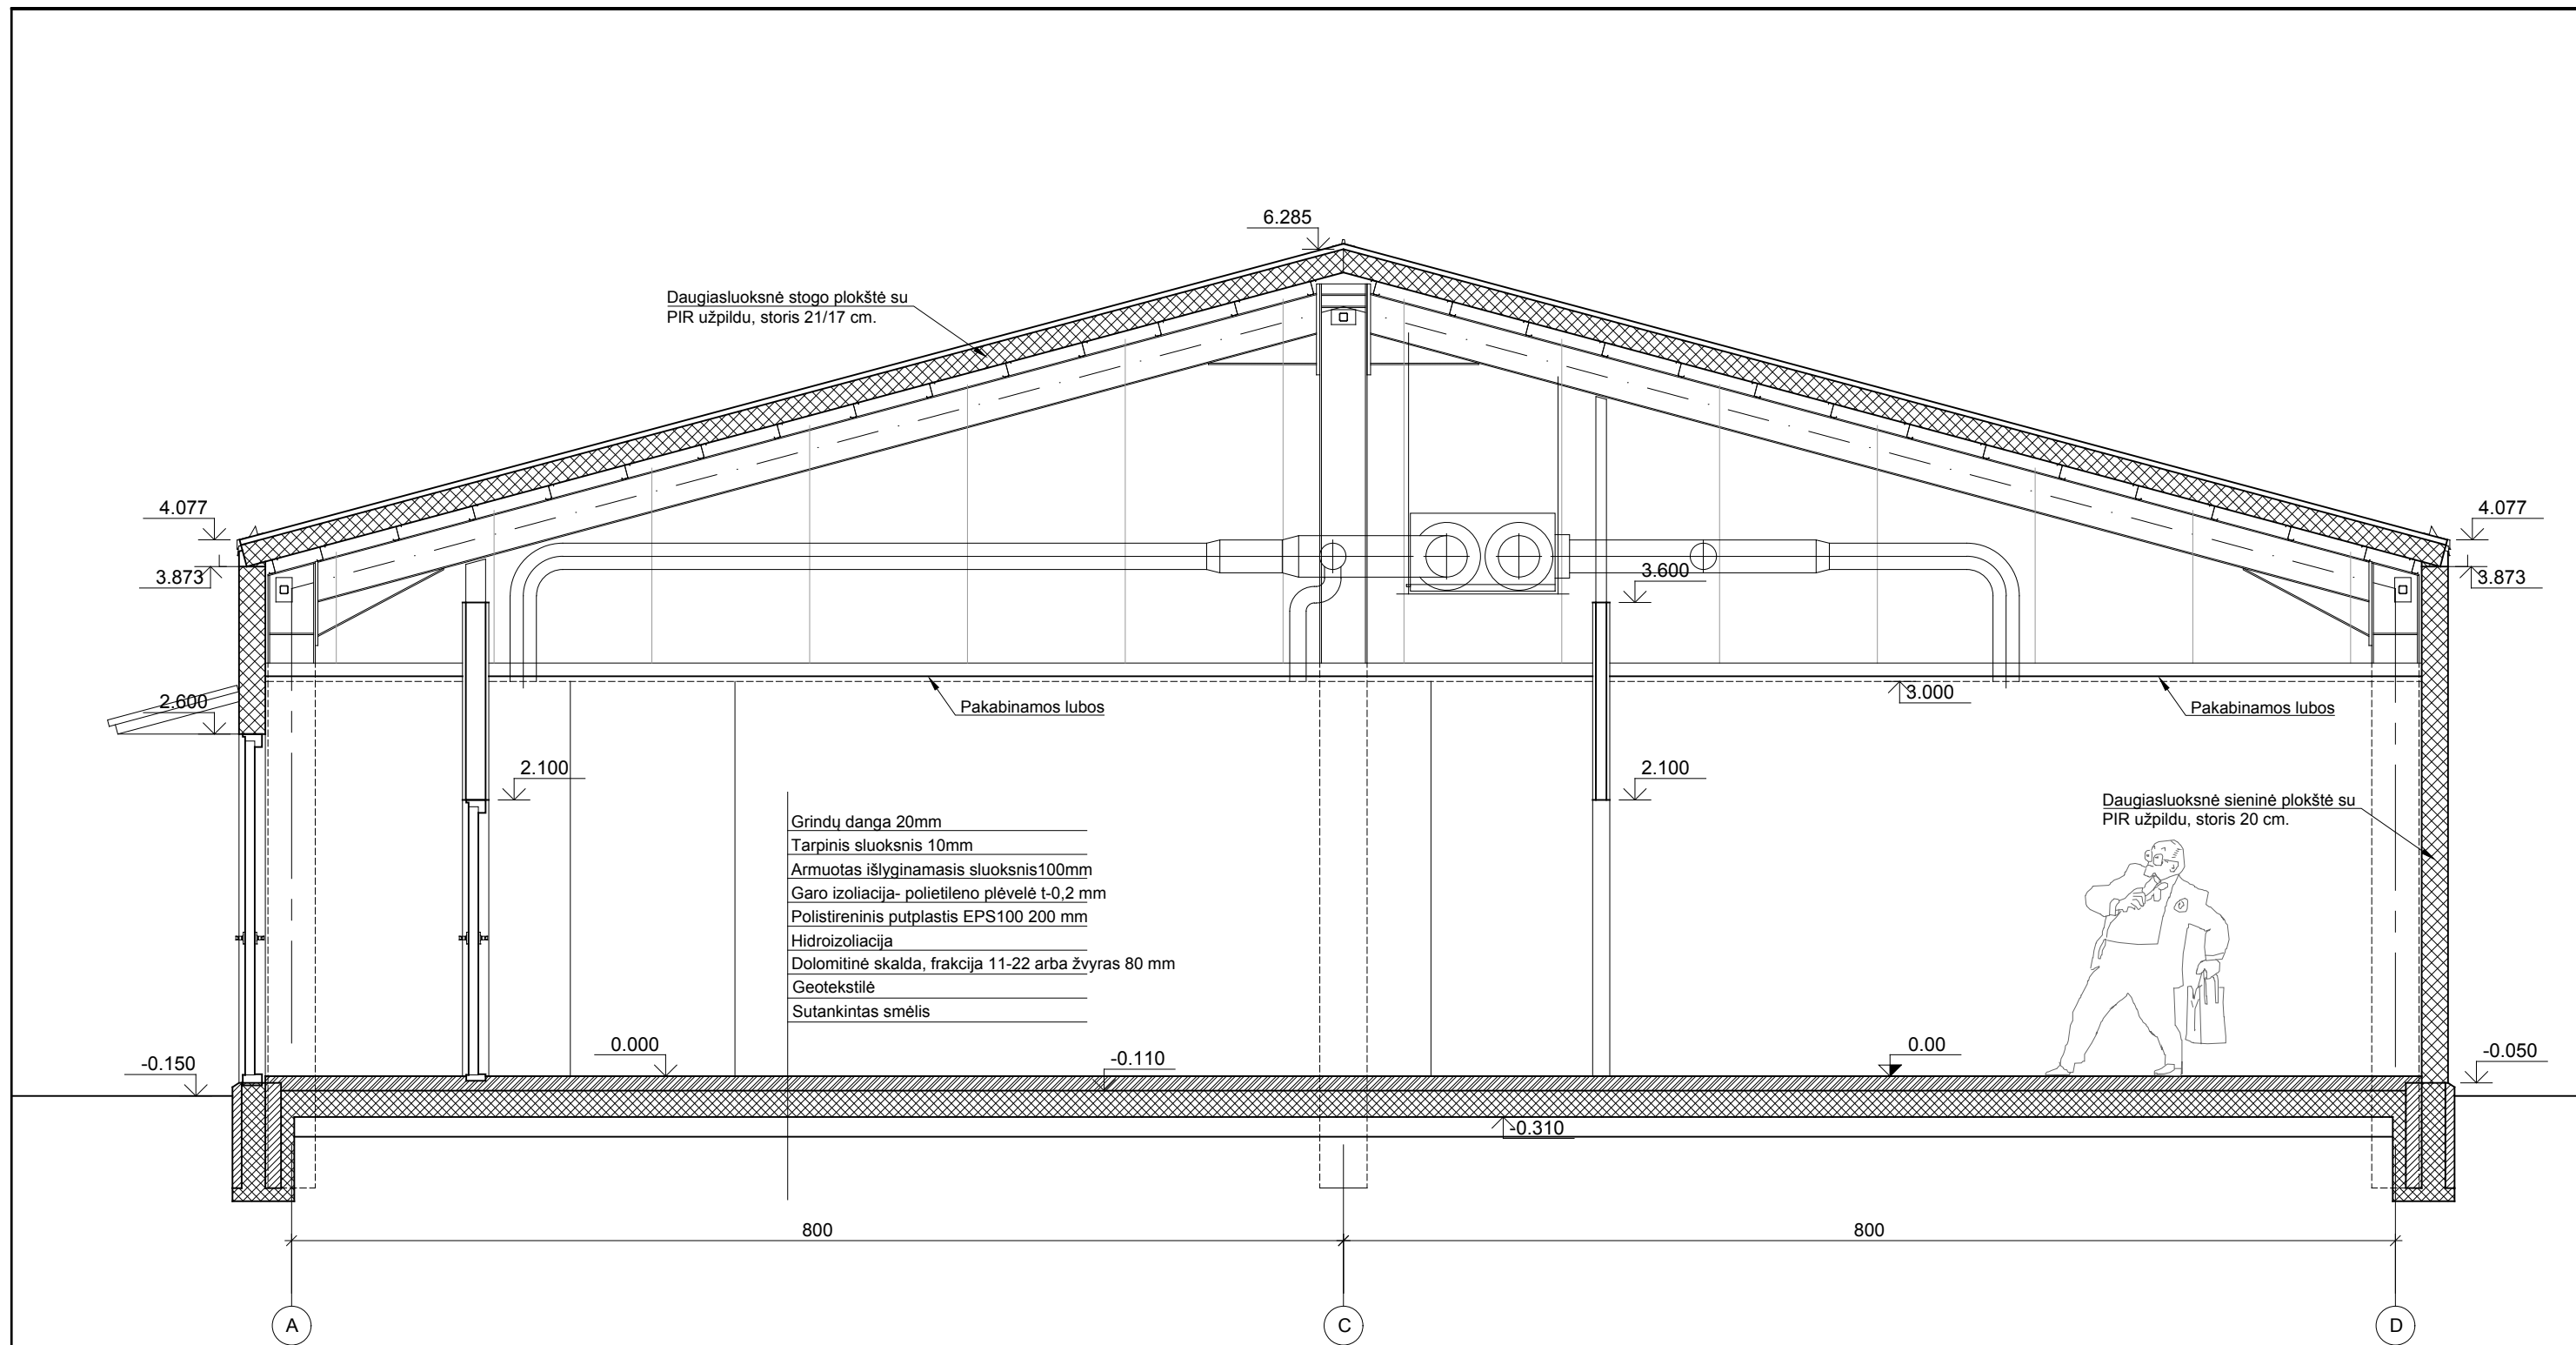 6.285
Daugiasluoksnė stogo plokštė su
PIR užpildu, storis 21/17 cm.
4.077
4.077
3.873
3.600
3.873
2.600
Pakabinamos lubos
3.000
Pakabinamos lubos
2.100
2.100
Daugiasluoksnė sieninė plokštė su
PIR užpildu, storis 20 cm.
Grindų danga 20mm
Tarpinis sluoksnis 10mm
Armuotas išlyginamasis sluoksnis100mm
Garo izoliacija- polietileno plėvelė t-0,2 mm
Polistireninis putplastis EPS100 200 mm
Hidroizoliacija
Dolomitinė skalda, frakcija 11-22 arba žvyras 80 mm
Geotekstilė
Sutankintas smėlis
-0.150
0.000
-0.110
0.00
-0.050
-0.310
800
800
A
C
D